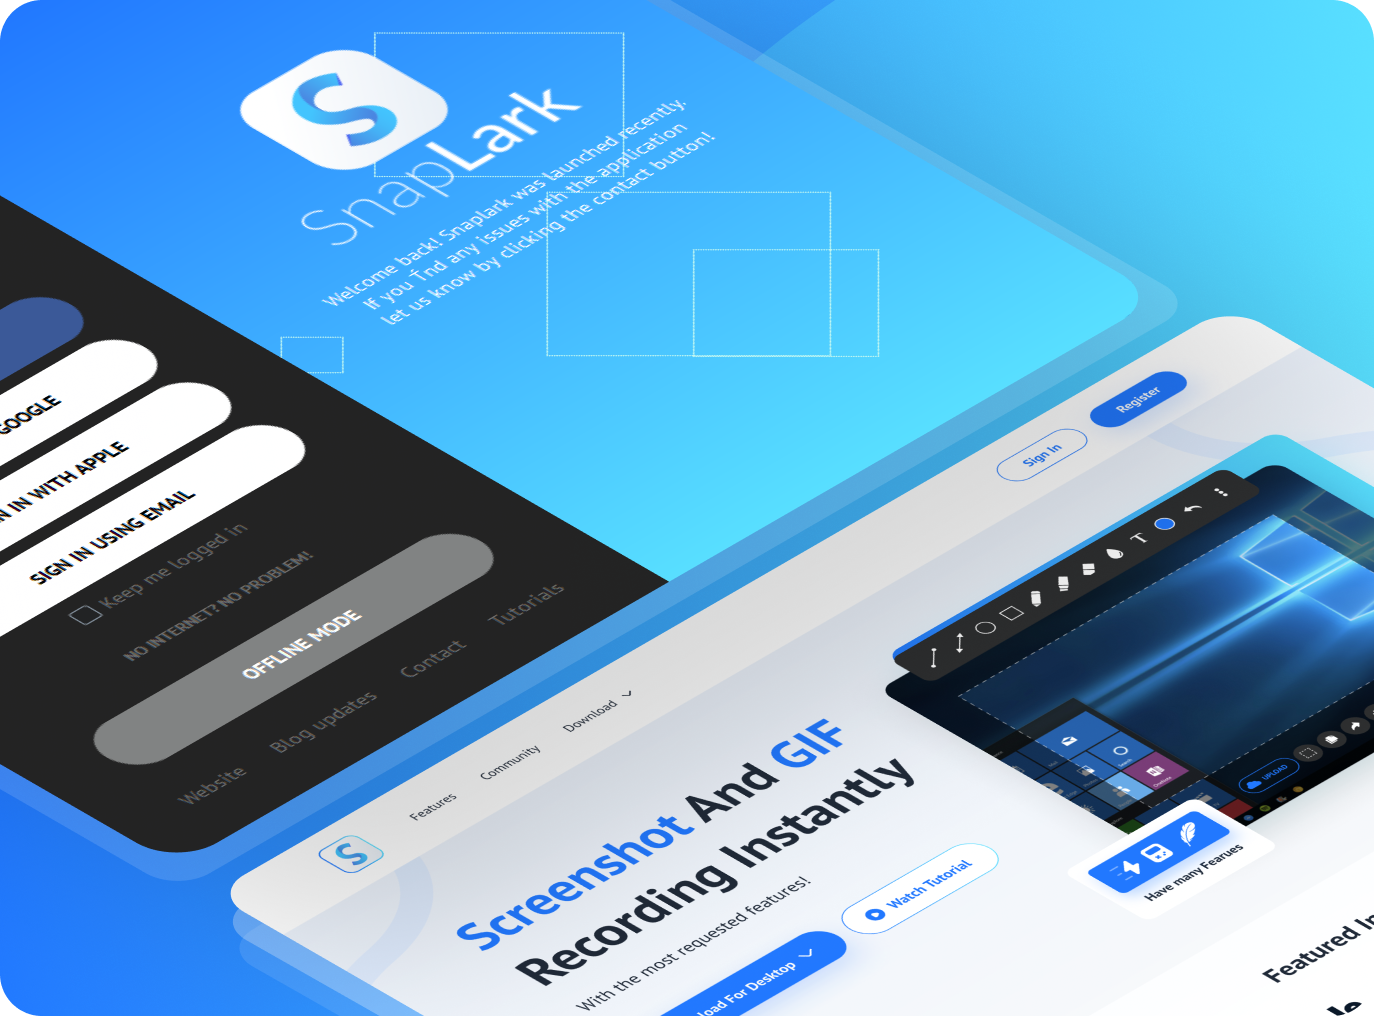 SnapLark
Welcome back! Snaplark was launched recently.
If you find any issues with the application
let us know by clicking the contact button!
GOOGLE
IN WITH APPLE
SIGN IN USING EMAIL
Keep me logged in
NO INTERNET? NO PROBLEM!
OFFLINE MODE
Website Blog updates Contact Tutorials
Features Community Download
Sign In Register
Screenshot And GIF
Recording Instantly
With the most requested features!
For Desktop
Watch Tutorial
UPLOAD
Have many Fearues
Featured